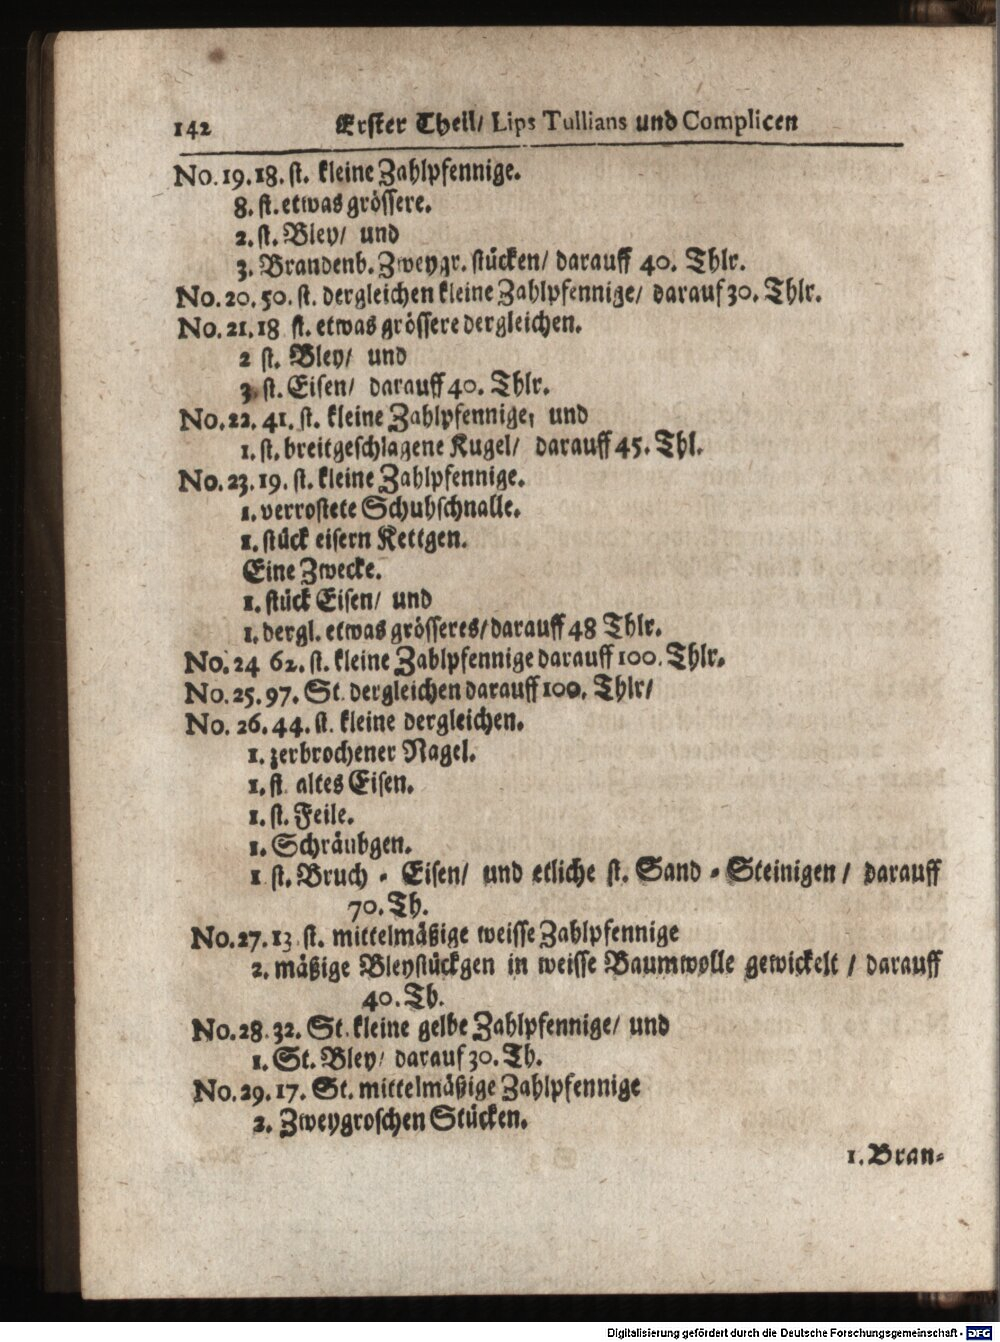 142 Erster Theil/ Lips Tullians und Complicen
No. 19. 18. st. kleine Zahlpfennige.
8. st. etwas grössere.
2. st. Bley/ und
3. Brandenb. Zweygr. stücken/ darauff 40. Thlr.
No. 20. 50. st. dergleichen kleine Zahlpfennige/ darauf 30. Thlr.
No. 21. 18 st. etwas grössere dergleichen.
2 st. Bley/ und
3 st. Eisen/ darauff 40. Thlr.
No. 22. 41. st. kleine Zahlpfennige, und
1. st. breitgeschlagene Kugel/ darauff 45. Thl.
No. 23. 19. st. kleine Zahlpfennige.
1. verrostete Schuhschnalle.
1. stück eisern Kettgen.
Eine Zwecke.
1. stück Eisen/ und
1. dergl. etwas grösseres/ darauff 48 Thlr.
No. 24 62. st. kleine Zahlpfennige darauff 100. Thlr.
No. 25. 97. St. dergleichen darauff 100. Thlr/
No. 26. 44. st. kleine dergleichen.
1. zerbrochener Nagel.
1. st. altes Eisen.
1. st. Feile.
1. Schräubgen.
1 st. Bruch-Eisen/ und etliche st. Sand-Steinigen/ darauff
70. Th.
No. 27. 13 st. mittelmäßige weisse Zahlpfennige
2. mäßige Bleystückgen in weisse Baumwolle gewickelt/ darauff
40. Th.
No. 28. 32. St. kleine gelbe Zahlpfennige/ und
1. St. Bley/ darauf 30. Th.
No. 29. 17. St. mittelmäßige Zahlpfennige
2. Zweygroschen Stücken.
1. Bran-
Digitalisierung gefördert durch die Deutsche Forschungsgemeinschaft - DFG